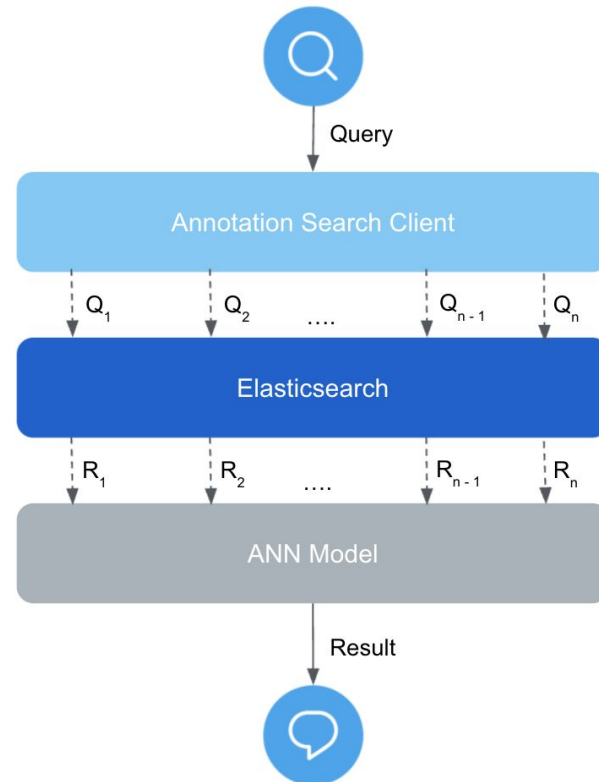 Query
Annotation Search Client
Q₁ Q₂ .... Qₙ₋₁ Qₙ
Elasticsearch
R₁ R₂ .... Rₙ₋₁ Rₙ
ANN Model
Result